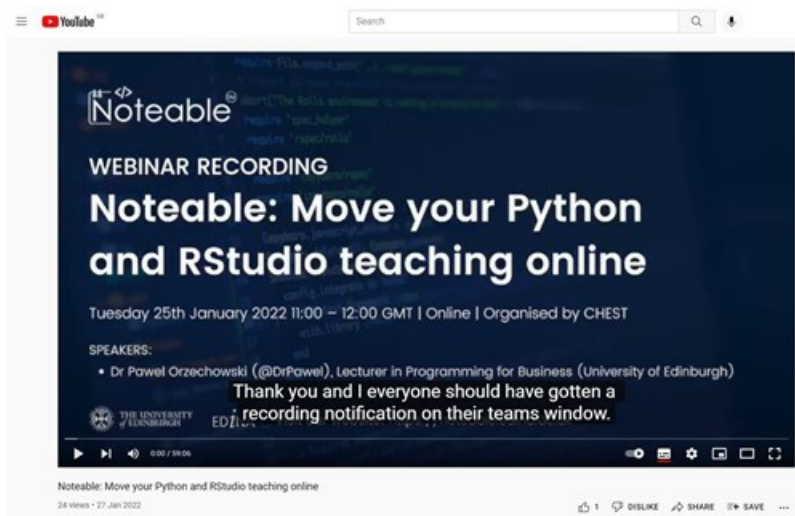 YouTube GB
Search
Noteable
WEBINAR RECORDING
Noteable: Move your Python
and RStudio teaching online
Tuesday 25th January 2022 11:00 – 12:00 GMT | Online | Organised by CHEST
SPEAKERS:
• Dr Pawel Orzechowski (@DrPawel), Lecturer in Programming for Business (University of Edinburgh)
Thank you and I everyone should have gotten a
recording notification on their teams window.
THE UNIVERSITY
of EDINBURGH
0:00 / 59:06
Noteable: Move your Python and RStudio teaching online
24 views • 27 Jan 2022
1 DISLIKE SHARE SAVE ...